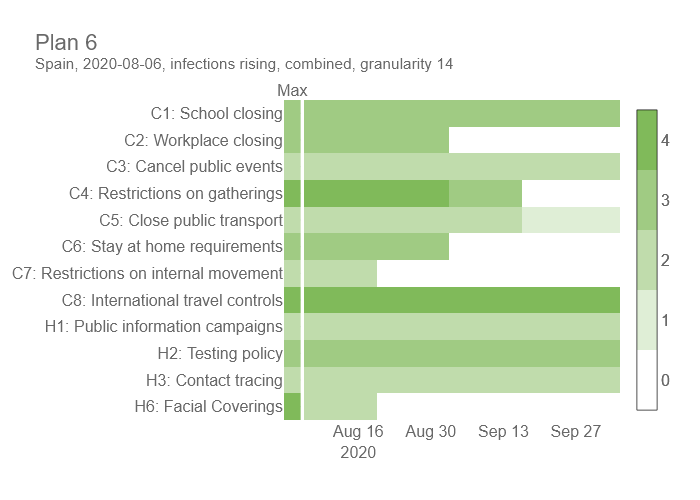 Plan 6
Spain, 2020-08-06, infections rising, combined, granularity 14
Max
C1: School closing
C2: Workplace closing
C3: Cancel public events
C4: Restrictions on gatherings
C5: Close public transport
C6: Stay at home requirements
C7: Restrictions on internal movement
C8: International travel controls
H1: Public information campaigns
H2: Testing policy
H3: Contact tracing
H6: Facial Coverings
Aug 16 Aug 30 Sep 13 Sep 27
2020
4
3
2
1
0